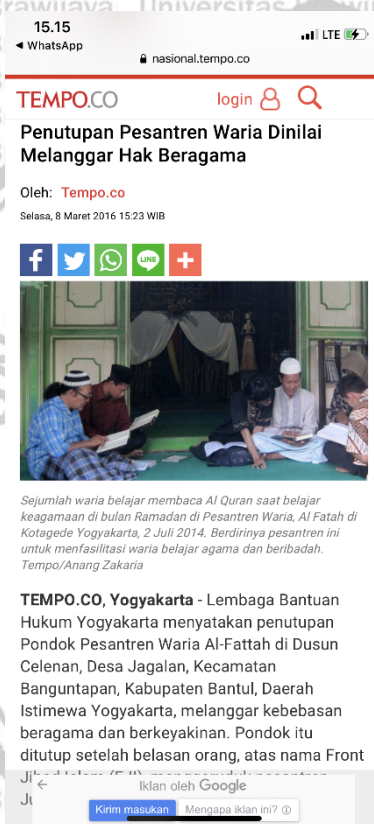 rawijaya Universitas
15.15
LTE
◄ WhatsApp
nasional.tempo.co
TEMPO.CO login
Penutupan Pesantren Waria Dinilai
Melanggar Hak Beragama
Oleh: Tempo.co
Selasa, 8 Maret 2016 15:23 WIB
LINE
Sejumlah waria belajar membaca Al Quran saat belajar
keagamaan di bulan Ramadan di Pesantren Waria, Al Fatah di
Kotagede Yogyakarta, 2 Juli 2014. Berdirinya pesantren ini
untuk menfasilitasi waria belajar agama dan beribadah.
Tempo/Anang Zakaria
TEMPO.CO, Yogyakarta - Lembaga Bantuan
Hukum Yogyakarta menyatakan penutupan
Pondok Pesantren Waria Al-Fattah di Dusun
Celenan, Desa Jagalan, Kecamatan
Banguntapan, Kabupaten Bantul, Daerah
Istimewa Yogyakarta, melanggar kebebasan
beragama dan berkeyakinan. Pondok itu
ditutup setelah belasan orang, atas nama Front
Iklan oleh Google
Kirim masukan Mengapa iklan ini?